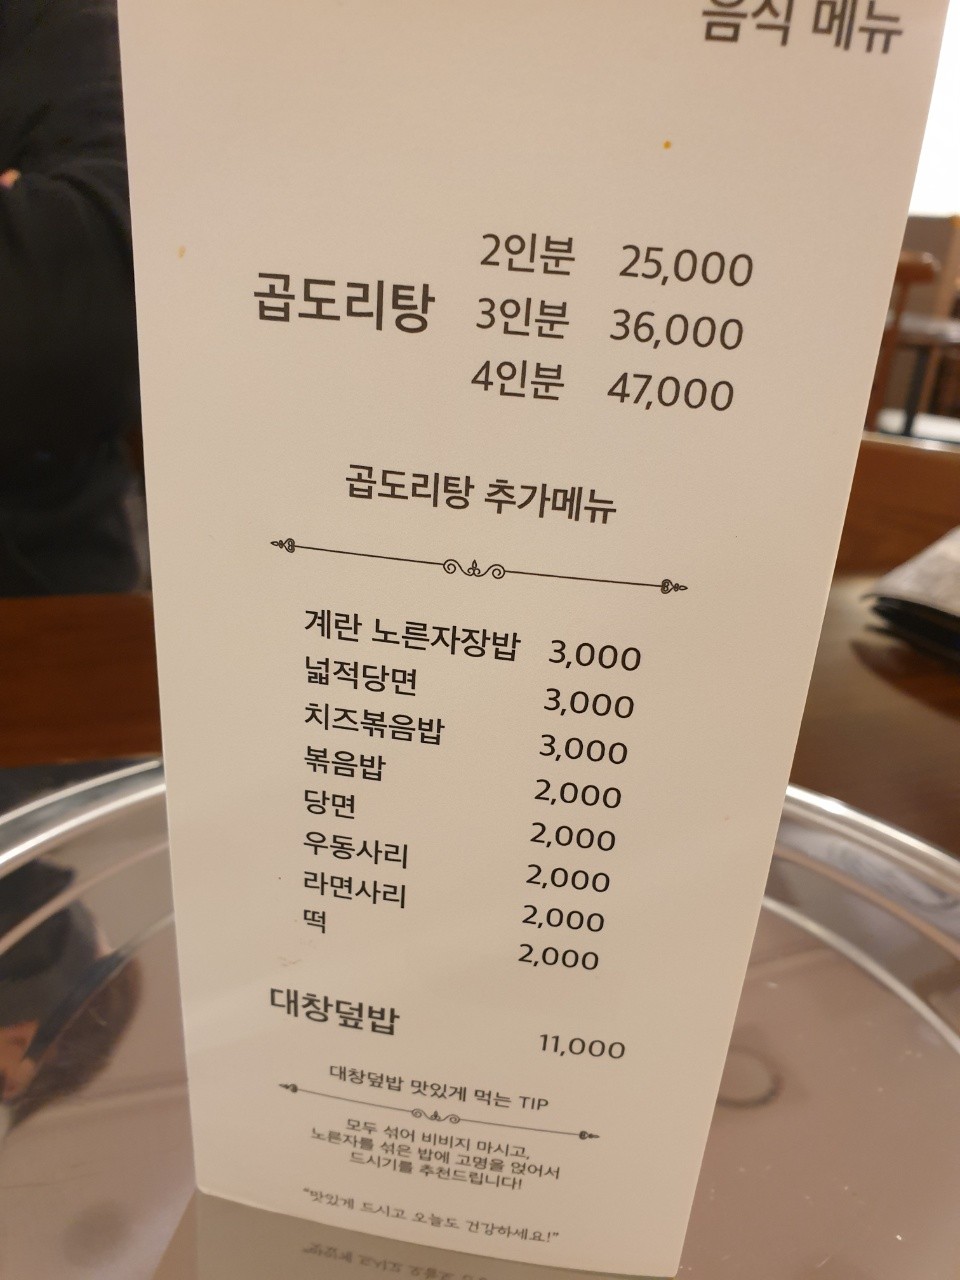 음식 메뉴
곱도리탕
2인분 25,000
3인분 36,000
4인분 47,000
곱도리탕 추가메뉴
계란 노른자장밥 3,000
넓적당면 3,000
치즈볶음밥 3,000
볶음밥 2,000
당면 2,000
우동사리 2,000
라면사리 2,000
떡 2,000
대창덮밥 11,000
대창덮밥 맛있게 먹는 TIP
모두 섞어 비비지 마시고,
노른자를 섞은 밥에 고명을 얹어서
드시기를 추천드립니다!
"맛있게 드시고 오늘도 건강하세요!"